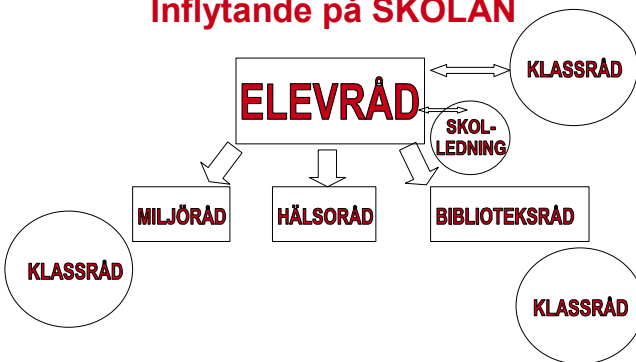 Inflytande på SKOLAN
KLASSRÅD
ELEVRÅD
SKOL-
LEDNING
MILJÖRÅD
HÄLSORÅD
BIBLIOTEKSRÅD
KLASSRÅD
KLASSRÅD